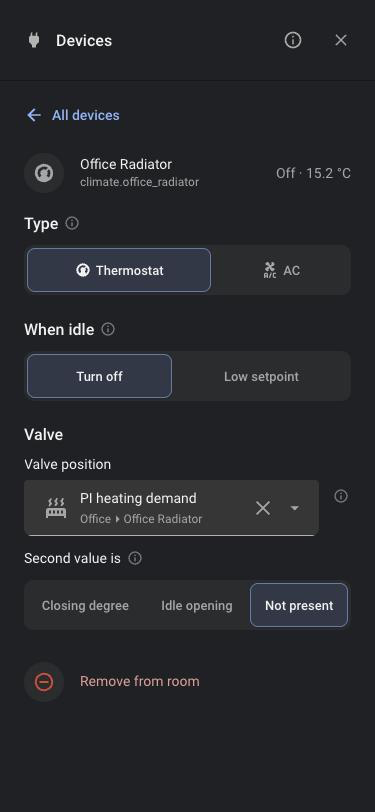 Devices
All devices
Office Radiator
climate.office_radiator
Off · 15.2 °C
Type
Thermostat
A/C AC
When idle
Turn off
Low setpoint
Valve
Valve position
PI heating demand
Office ▸ Office Radiator
Second value is
Closing degree
Idle opening
Not present
Remove from room